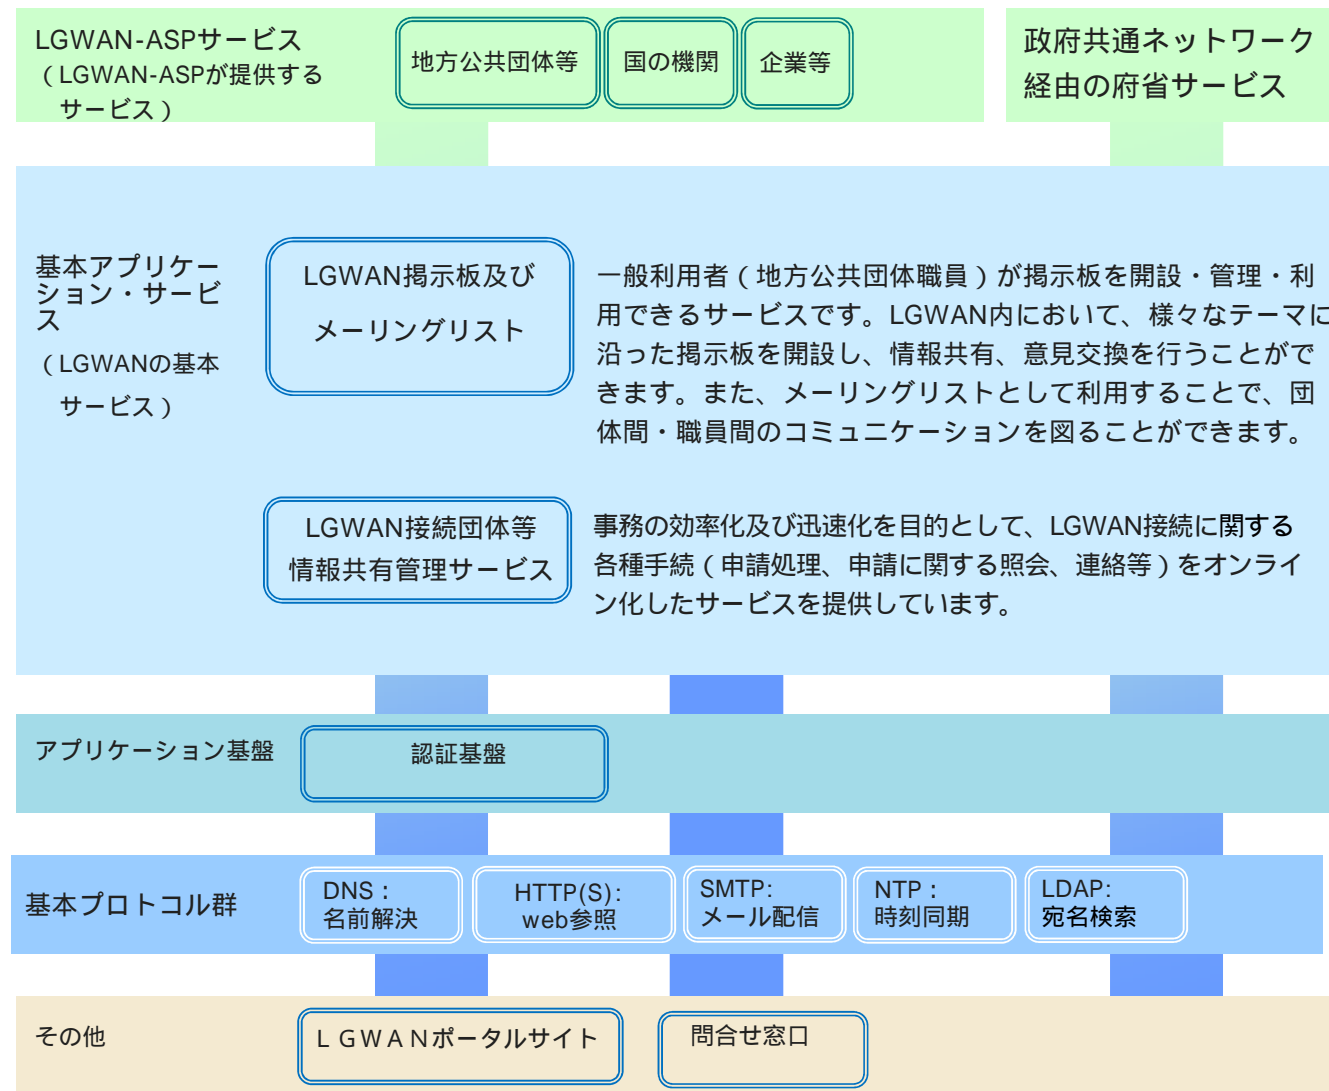 LGWAN-ASPサービス
（LGWAN-ASPが提供する
サービス）
地方公共団体等
国の機関
企業等
政府共通ネットワーク
経由の府省サービス
基本アプリケー
ション・サービ
ス
（LGWANの基本
サービス）
LGWAN掲示板及び
メーリングリスト
一般利用者（地方公共団体職員）が掲示板を開設・管理・利
用できるサービスです。LGWAN内において、様々なテーマに
沿った掲示板を開設し、情報共有、意見交換を行うことがで
きます。また、メーリングリストとして利用することで、団
体間・職員間のコミュニケーションを図ることができます。
LGWAN接続団体等
情報共有管理サービス
事務の効率化及び迅速化を目的として、LGWAN接続に関する
各種手続（申請処理、申請に関する照会、連絡等）をオンライ
ン化したサービスを提供しています。
アプリケーション基盤
認証基盤
基本プロトコル群
DNS：
名前解決
HTTP(S):
web参照
SMTP:
メール配信
NTP：
時刻同期
LDAP:
宛名検索
その他
ＬＧＷＡＮポータルサイト
問合せ窓口